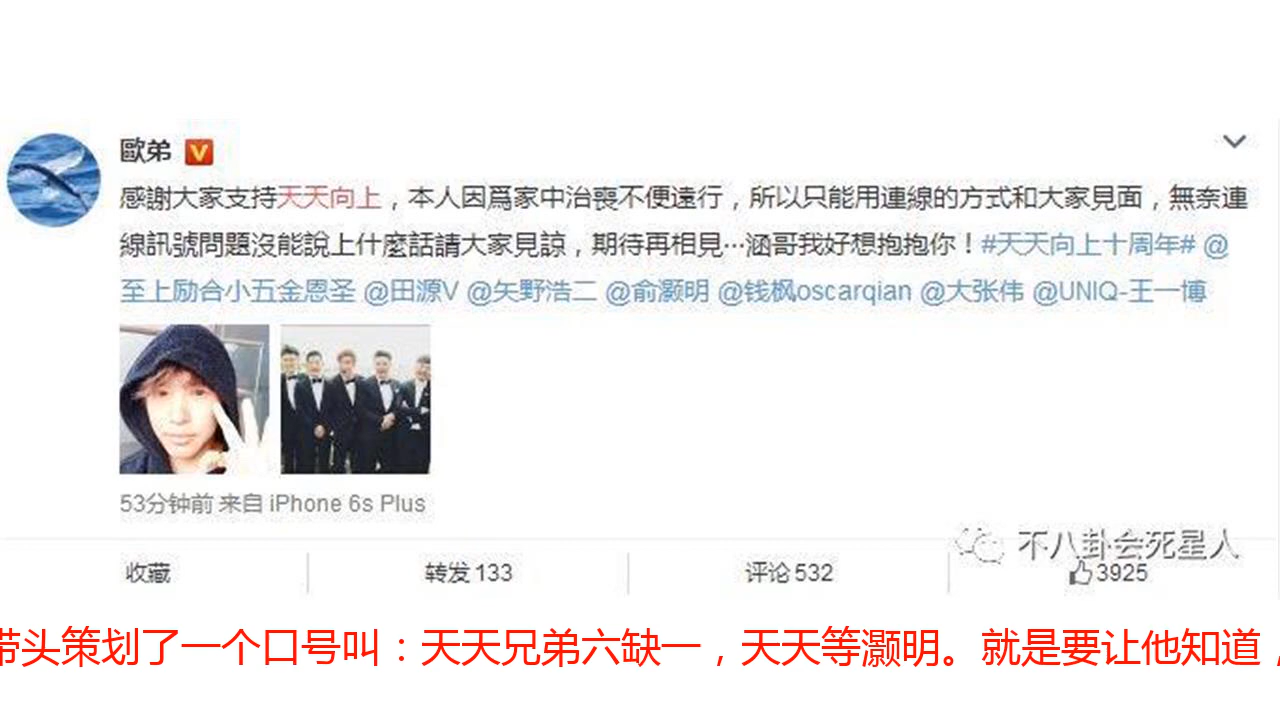 歐弟 V
感謝大家支持天天向上，本人因爲家中治喪不便遠行，所以只能用連線的方式和大家見面，無奈連
線訊號問題沒能說上什麼話請大家見諒，期待再相見…涵哥我好想抱抱你！#天天向上十周年# @
至上励合小五金恩圣 @田源V @矢野浩二 @俞灏明 @钱枫oscarqian @大张伟 @UNIQ-王一博
53分钟前 来自 iPhone 6s Plus
不八卦会死星人
收藏 转发 133 评论 532 3925
带头策划了一个口号叫：天天兄弟六缺一，天天等灏明。就是要让他知道，